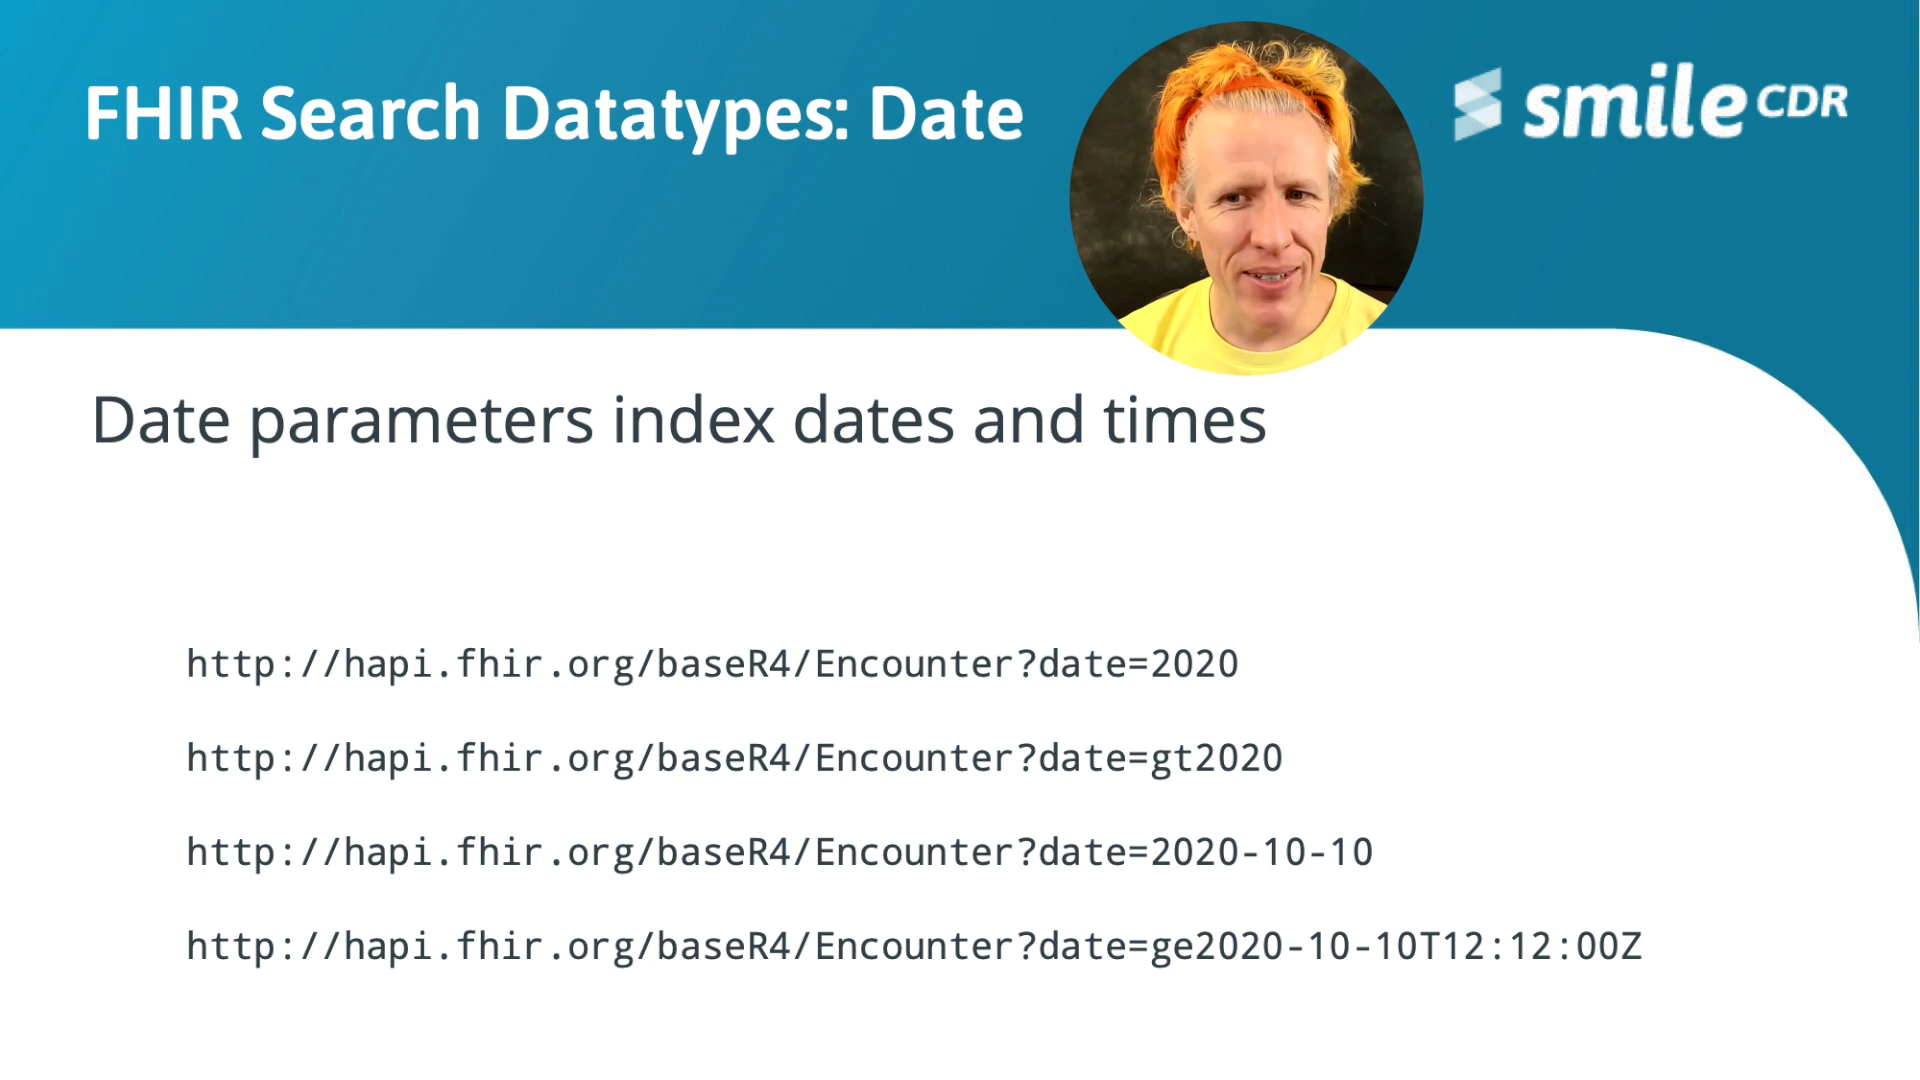 FHIR Search Datatypes: Date
smile CDR
Date parameters index dates and times
http://hapi.fhir.org/baseR4/Encounter?date=2020
http://hapi.fhir.org/baseR4/Encounter?date=gt2020
http://hapi.fhir.org/baseR4/Encounter?date=2020-10-10
http://hapi.fhir.org/baseR4/Encounter?date=ge2020-10-10T12:12:00Z